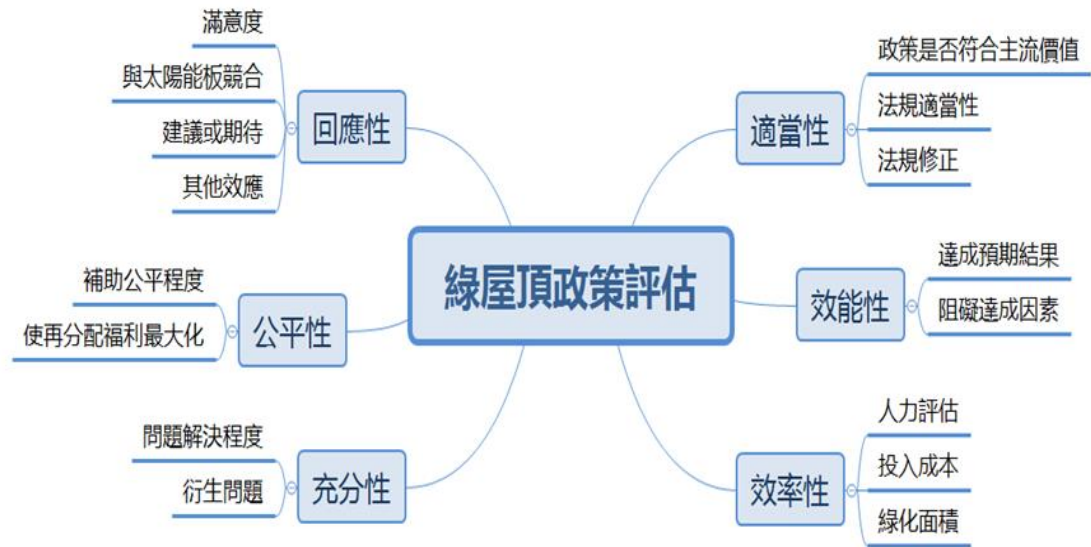 滿意度
與太陽能板競合
建議或期待
其他效應
回應性
補助公平程度
使再分配福利最大化
公平性
問題解決程度
衍生問題
充分性
綠屋頂政策評估
適當性
政策是否符合主流價值
法規適當性
法規修正
效能性
達成預期結果
阻礙達成因素
效率性
人力評估
投入成本
綠化面積